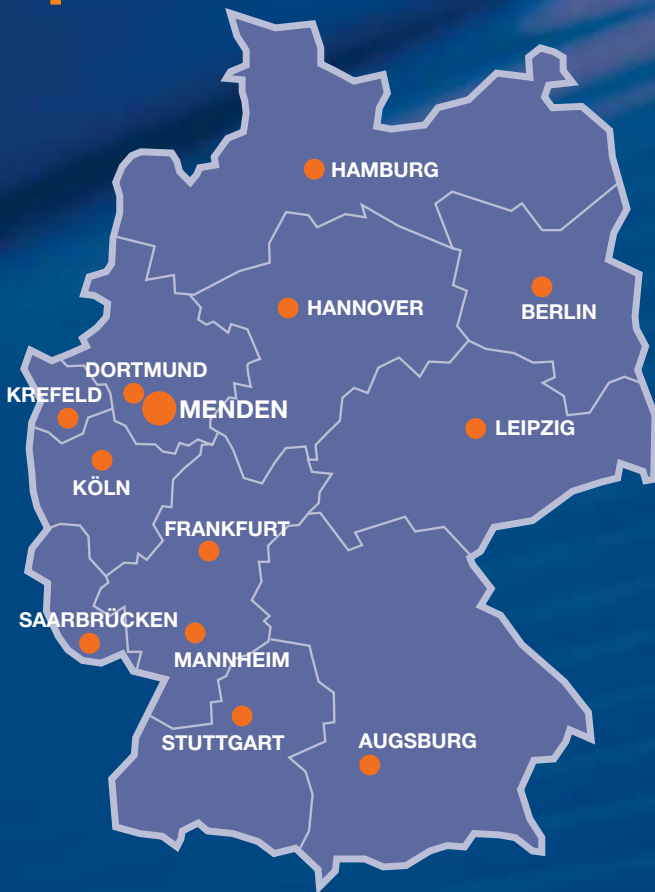 HAMBURG
HANNOVER
BERLIN
DORTMUND
KREFELD
MENDEN
LEIPZIG
KÖLN
FRANKFURT
SAARBRÜCKEN
MANNHEIM
STUTTGART
AUGSBURG